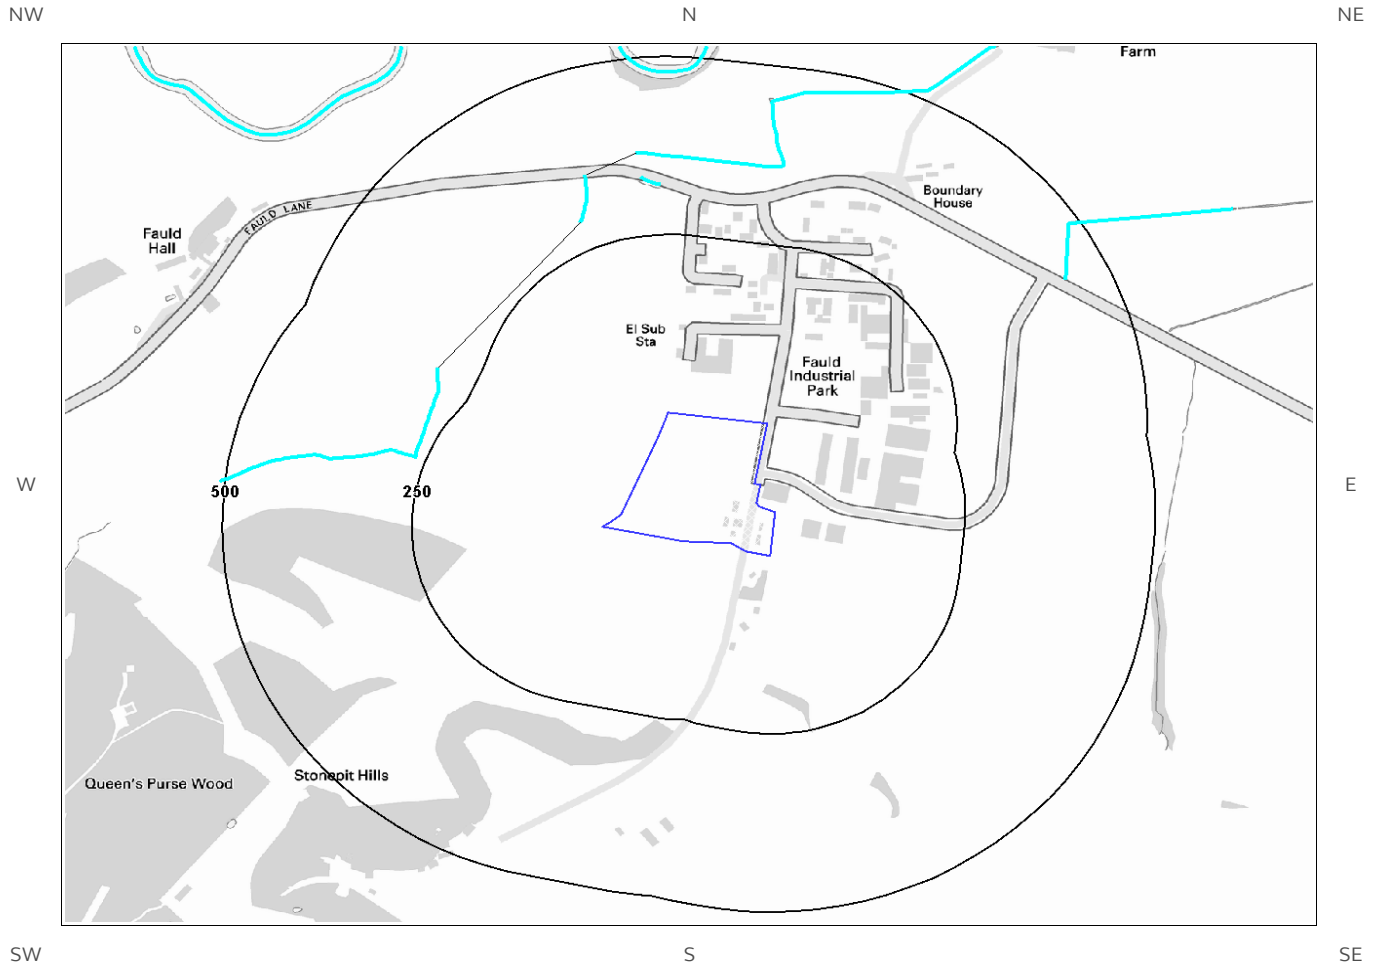 NW
N
NE
Farm
FAULD LANE
Boundary
House
Fauld
Hall
El Sub
Sta
Fauld
Industrial
Park
W
500
250
E
Queen's Purse Wood
Stonepit Hills
SW
S
SE